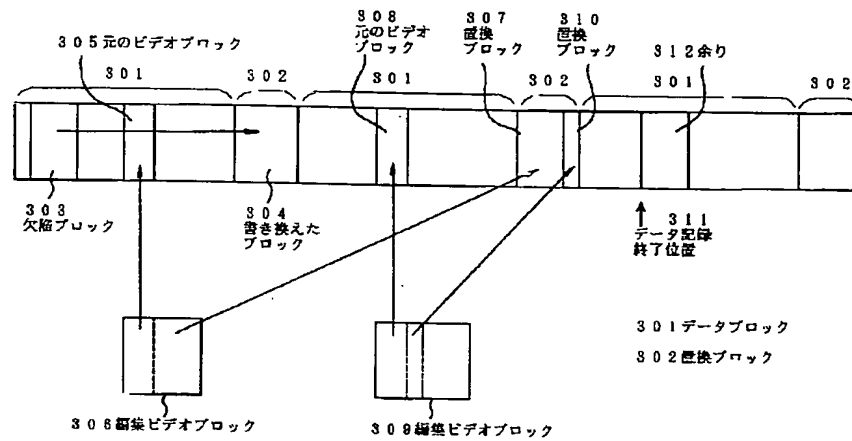 305元のビデオブロック
301
302
308
元のビデオ
ブロック
301
307
置換
ブロック
302
310
置換
ブロック
312余り
301
302
303
欠陥ブロック
304
書き換えた
ブロック
311
データ記録
終了位置
306編集ビデオブロック
309編集ビデオブロック
301データブロック
302置換ブロック